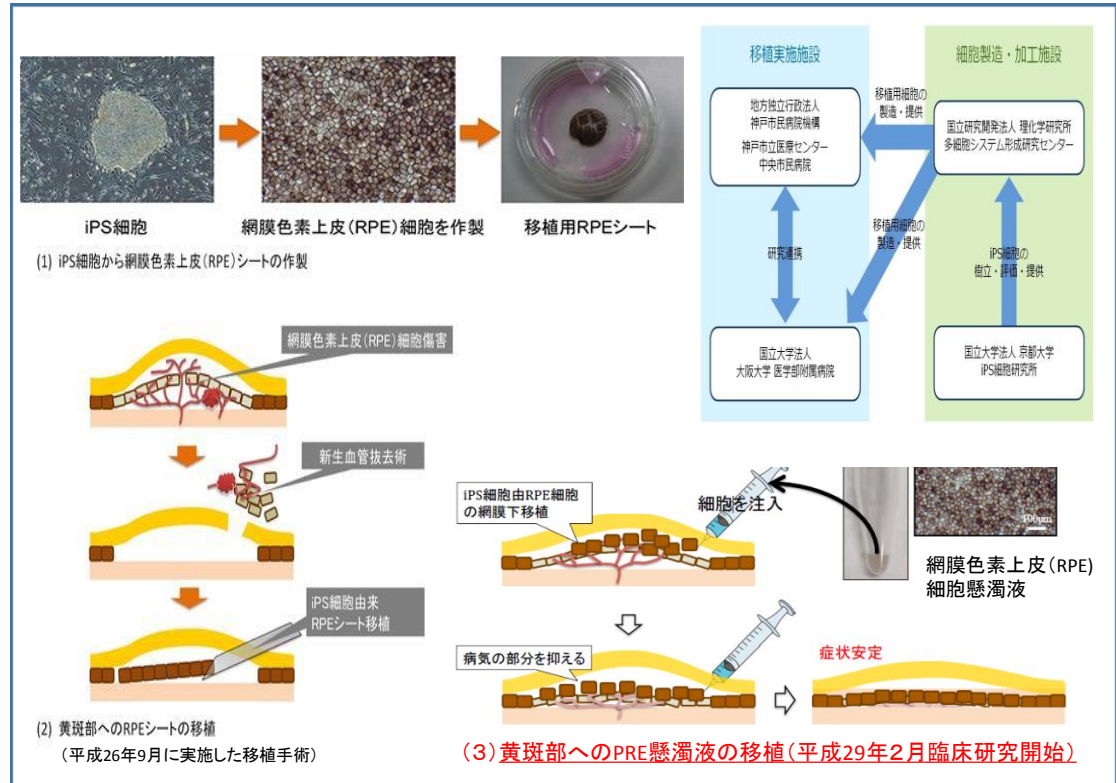 iPS細胞
網膜色素上皮(RPE)細胞を作製
移植用RPEシート
(1) iPS細胞から網膜色素上皮(RPE)シートの作製
移植実施施設
細胞製造・加工施設
地方独立行政法人
神戸市民病院機構
神戸市立医療センター
中央市民病院
移植用細胞の
製造・提供
国立研究開発法人 理化学研究所
多細胞システム形成研究センター
研究連携
移植用細胞の
製造・提供
iPS細胞の
樹立・評価・提供
国立大学法人
大阪大学 医学部附属病院
国立大学法人 京都大学
iPS細胞研究所
網膜色素上皮(RPE)細胞傷害
新生血管抜去術
iPS細胞由来
RPEシート移植
(2) 黄斑部へのRPEシートの移植
(平成26年9月に実施した移植手術)
iPS細胞由RPE細胞
の網膜下移植
細胞を注入
100μm
網膜色素上皮(RPE)
細胞懸濁液
病気の部分を抑える
症状安定
(3)黄斑部へのPRE懸濁液の移植(平成29年2月臨床研究開始)